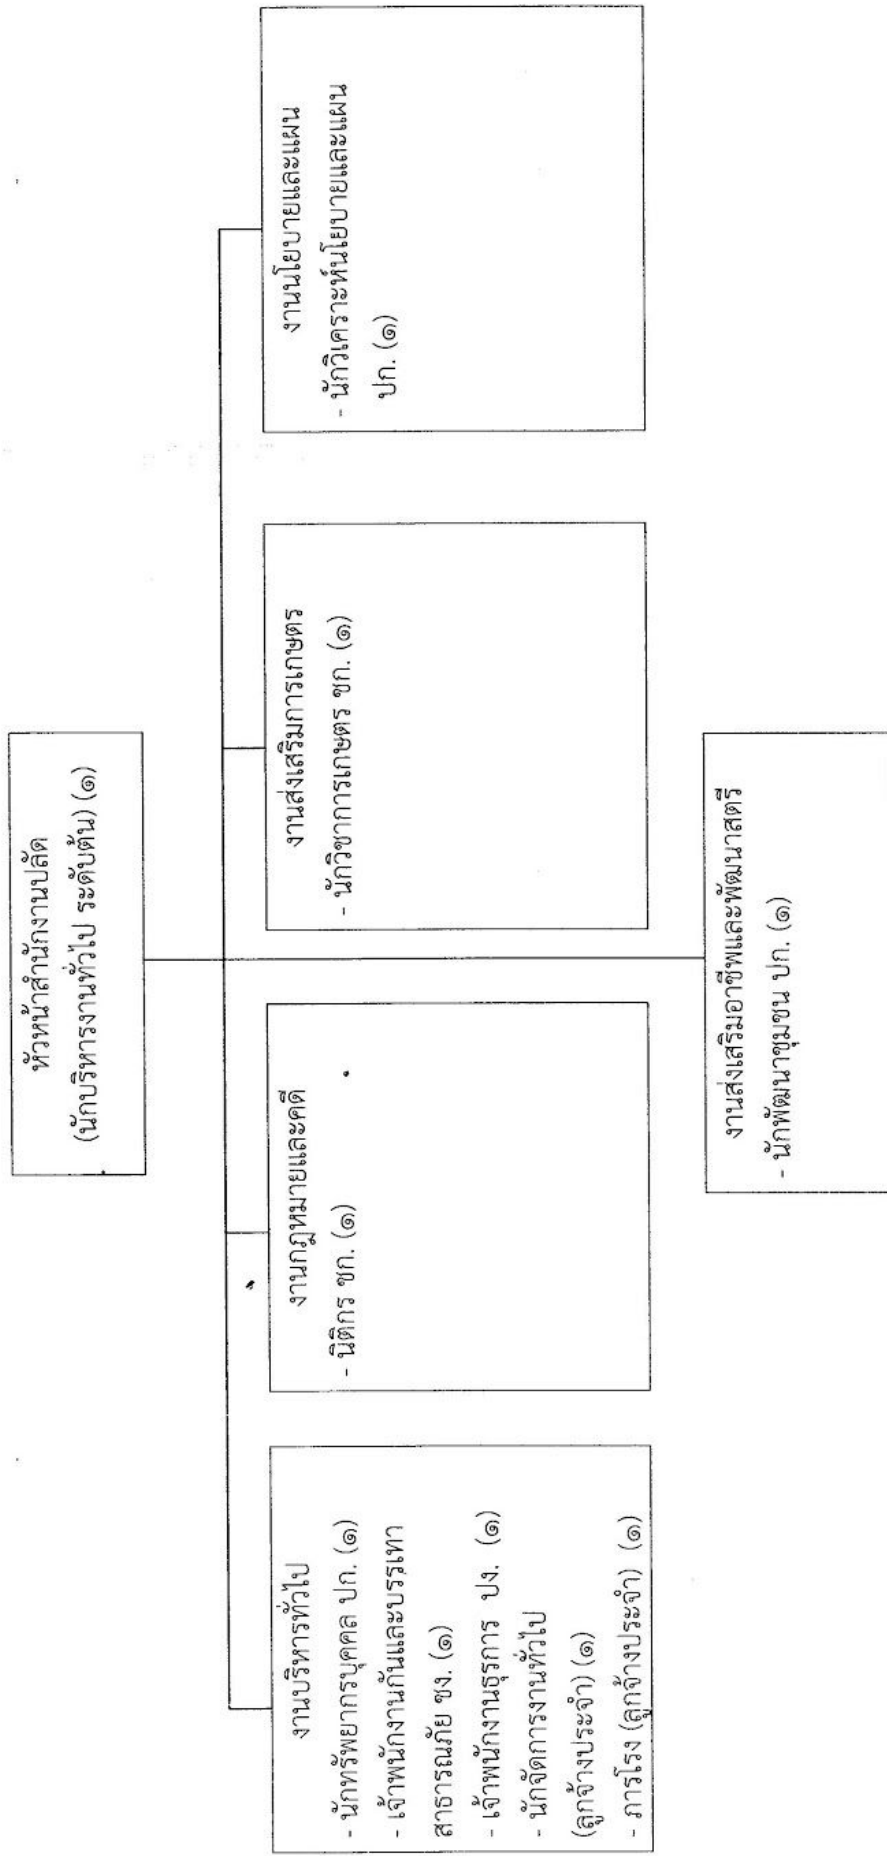 หัวหน้าสำนักงานปลัด
(นักบริหารงานทั่วไป ระดับต้น) (๑)
งานบริหารทั่วไป
- นักทรัพยากรบุคคล ปก. (๑)
- เจ้าพนักงานกันและบรรเทา
สาธารณภัย ชง. (๑)
- เจ้าพนักงานธุรการ ปง. (๑)
- นักจัดการงานทั่วไป
(ลูกจ้างประจำ) (๑)
- ภารโรง (ลูกจ้างประจำ) (๑)
งานกฎหมายและคดี
- นิติกร ชก. (๑)
งานส่งเสริมการเกษตร
- นักวิชาการเกษตร ชก. (๑)
งานนโยบายและแผน
- นักวิเคราะห์นโยบายและแผน
ปก. (๑)
งานส่งเสริมอาชีพและพัฒนาสตรี
- นักพัฒนาชุมชน ปก. (๑)